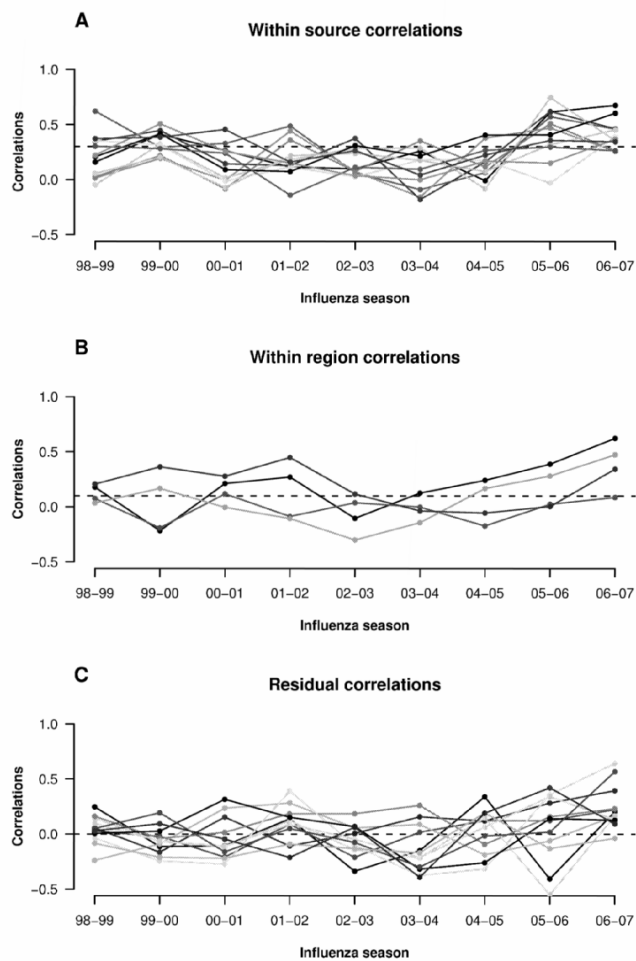 A
Within source correlations
1.0
0.5
0.0
−0.5
Correlations
98−99 99−00 00−01 01−02 02−03 03−04 04−05 05−06 06−07
Influenza season
B
Within region correlations
1.0
0.5
0.0
−0.5
Correlations
98−99 99−00 00−01 01−02 02−03 03−04 04−05 05−06 06−07
Influenza season
C
Residual correlations
1.0
0.5
0.0
−0.5
Correlations
98−99 99−00 00−01 01−02 02−03 03−04 04−05 05−06 06−07
Influenza season